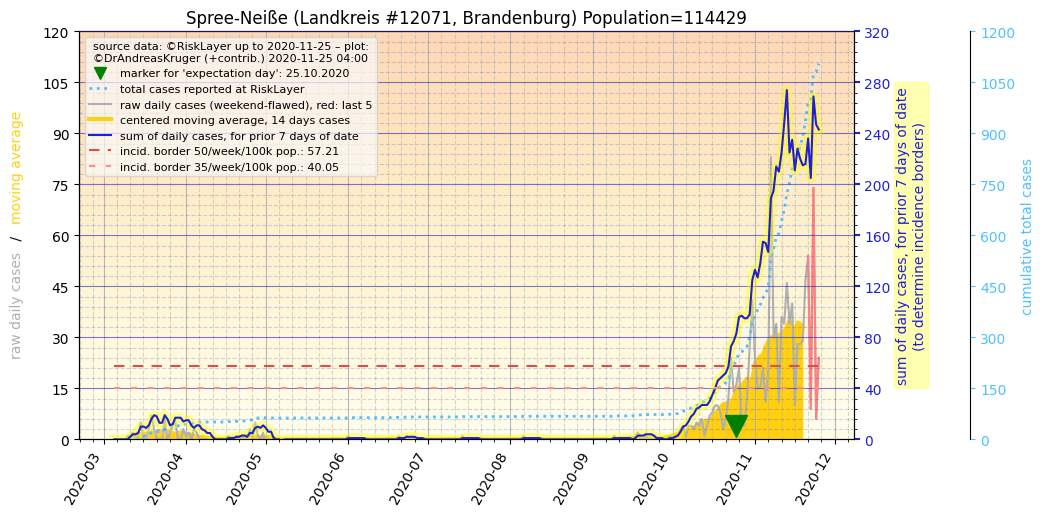 Spree-Neiße (Landkreis #12071, Brandenburg) Population=114429
source data: ©RiskLayer up to 2020-11-25 – plot:
©DrAndreasKruger (+contrib.) 2020-11-25 04:00
marker for 'expectation day': 25.10.2020
total cases reported at RiskLayer
raw daily cases (weekend-flawed), red: last 5
centered moving average, 14 days cases
sum of daily cases, for prior 7 days of date
incid. border 50/week/100k pop.: 57.21
incid. border 35/week/100k pop.: 40.05
raw daily cases / moving average
120
105
90
75
60
45
30
15
0
2020-03
2020-04
2020-05
2020-06
2020-07
2020-08
2020-09
2020-10
2020-11
2020-12
320
280
240
200
160
120
80
40
0
sum of daily cases, for prior 7 days of date
(to determine incidence borders)
1200
1050
900
750
600
450
300
150
0
cumulative total cases